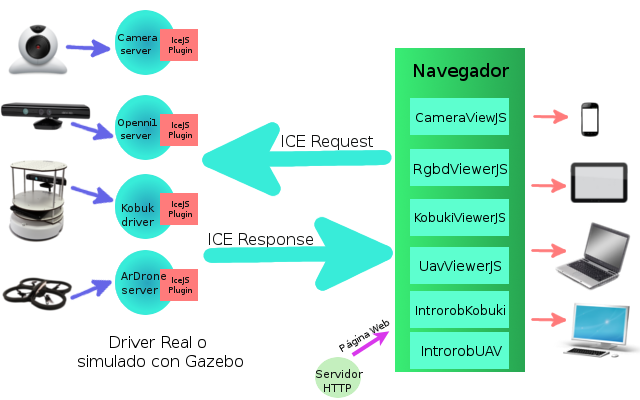 Camera
server
IceJS
Plugin
Openni1
server
IceJS
Plugin
Kobuk
driver
IceJS
Plugin
ArDrone
server
IceJS
Plugin
Driver Real o
simulado con Gazebo
ICE Request
ICE Response
Página Web
Servidor
HTTP
Navegador
CameraViewJS
RgbdViewerJS
KobukiViewerJS
UavViewerJS
IntrorobKobuki
IntrorobUAV